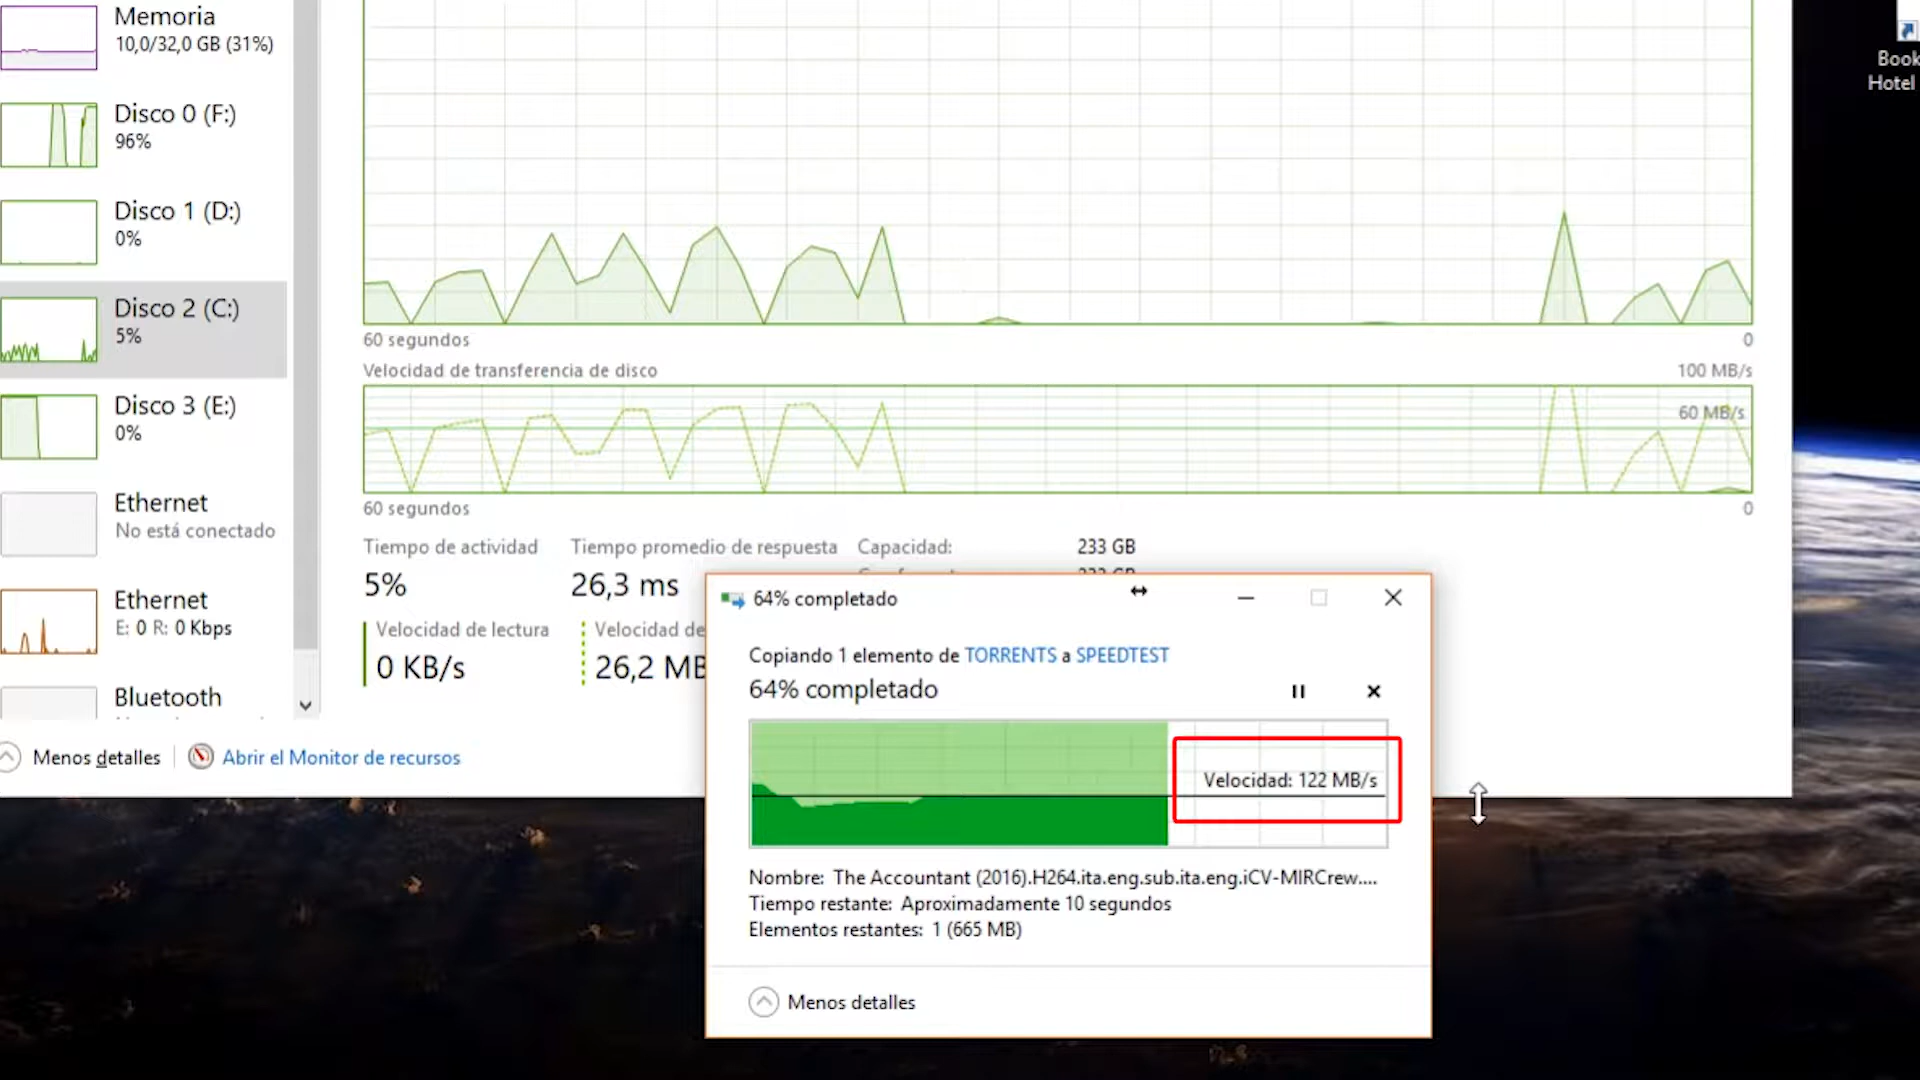 Memoria
10,0/32,0 GB (31%)
Disco 0 (F:)
96%
Disco 1 (D:)
0%
Disco 2 (C:)
5%
Disco 3 (E:)
0%
Ethernet
No está conectado
Ethernet
E: 0 R: 0 Kbps
Bluetooth
Menos detalles
Abrir el Monitor de recursos
60 segundos
0
Velocidad de transferencia de disco
100 MB/s
60 MB/s
60 segundos
0
Tiempo de actividad
5%
Tiempo promedio de respuesta
26,3 ms
Capacidad:
233 GB
Velocidad de lectura
0 KB/s
Velocidad de
26,2 MB
64% completado
Copiando 1 elemento de TORRENTS a SPEEDTEST
64% completado
Velocidad: 122 MB/s
Nombre: The Accountant (2016).H264.ita.eng.sub.ita.eng.iCV-MIRCrew....
Tiempo restante: Aproximadamente 10 segundos
Elementos restantes: 1 (665 MB)
Menos detalles
Book
Hotel